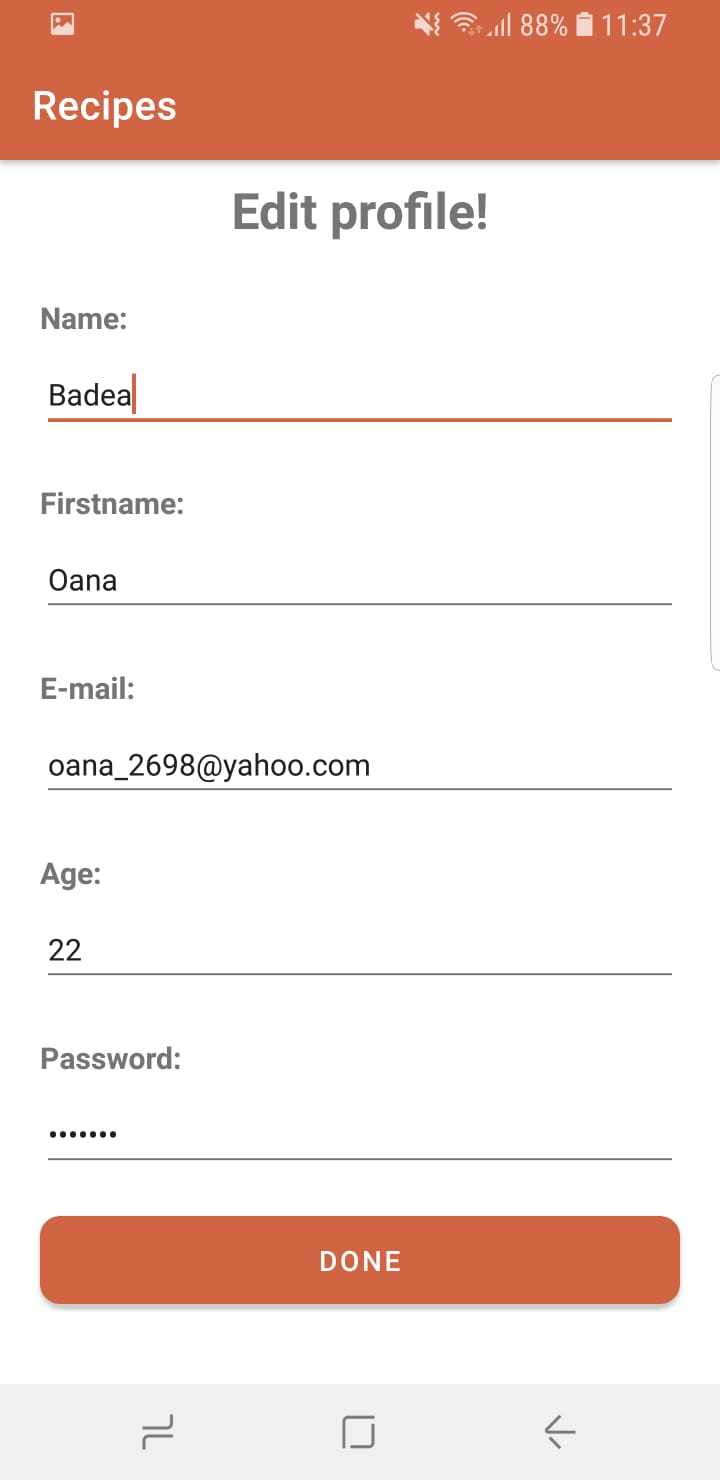 88% 11:37
Recipes
Edit profile!
Name:
Badea
Firstname:
Oana
E-mail:
oana_2698@yahoo.com
Age:
22
Password:
•••••••
DONE